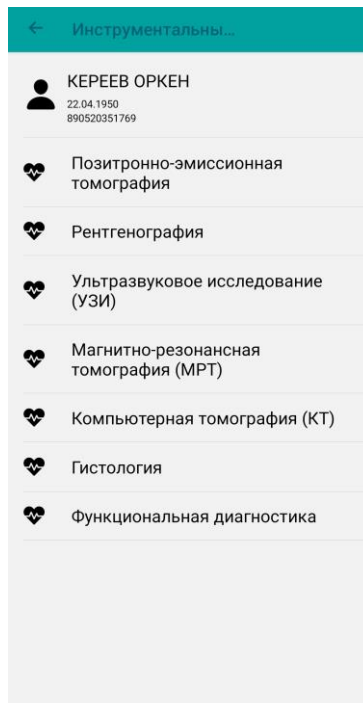 Инструментальны...
КЕРЕЕВ ОРКЕН
22.04.1950
890520351769
Позитронно-эмиссионная
томография
Рентгенография
Ультразвуковое исследование
(УЗИ)
Магнитно-резонансная
томография (МРТ)
Компьютерная томография (КТ)
Гистология
Функциональная диагностика